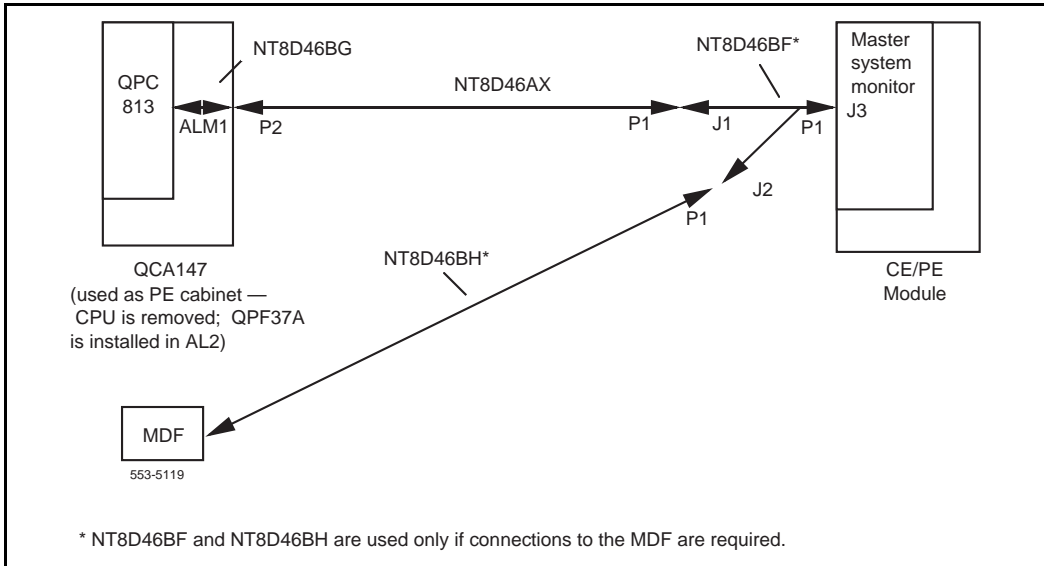 NT8D46BG
NT8D46BF*
Master
system
monitor
J3
QPC
813
NT8D46AX
ALM1
P2
P1
J1
P1
J2
P1
NT8D46BH*
QCA147
(used as PE cabinet —
CPU is removed; QPF37A
is installed in AL2)
CE/PE
Module
MDF
553-5119
* NT8D46BF and NT8D46BH are used only if connections to the MDF are required.